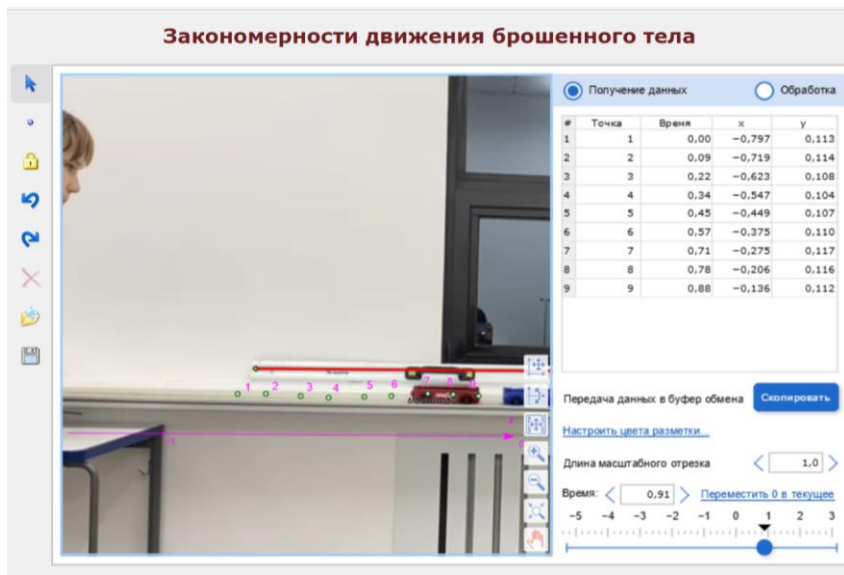 Закономерности движения брошенного тела
Получение данных
Обработка
# Точка Время x y
1 1 0,00 −0,797 0,113
2 2 0,09 −0,719 0,114
3 3 0,22 −0,623 0,108
4 4 0,34 −0,547 0,104
5 5 0,45 −0,449 0,107
6 6 0,57 −0,375 0,110
7 7 0,71 −0,275 0,117
8 8 0,78 −0,206 0,116
9 9 0,88 −0,136 0,112
1 2 3 4 5 6 7 8 9
−1
Передача данных в буфер обмена
Скопировать
Настроить цвета разметки...
Длина масштабного отрезка
1,0
Время:
0,91
Переместить 0 в текущее
−5 −4 −3 −2 −1 0 1 2 3